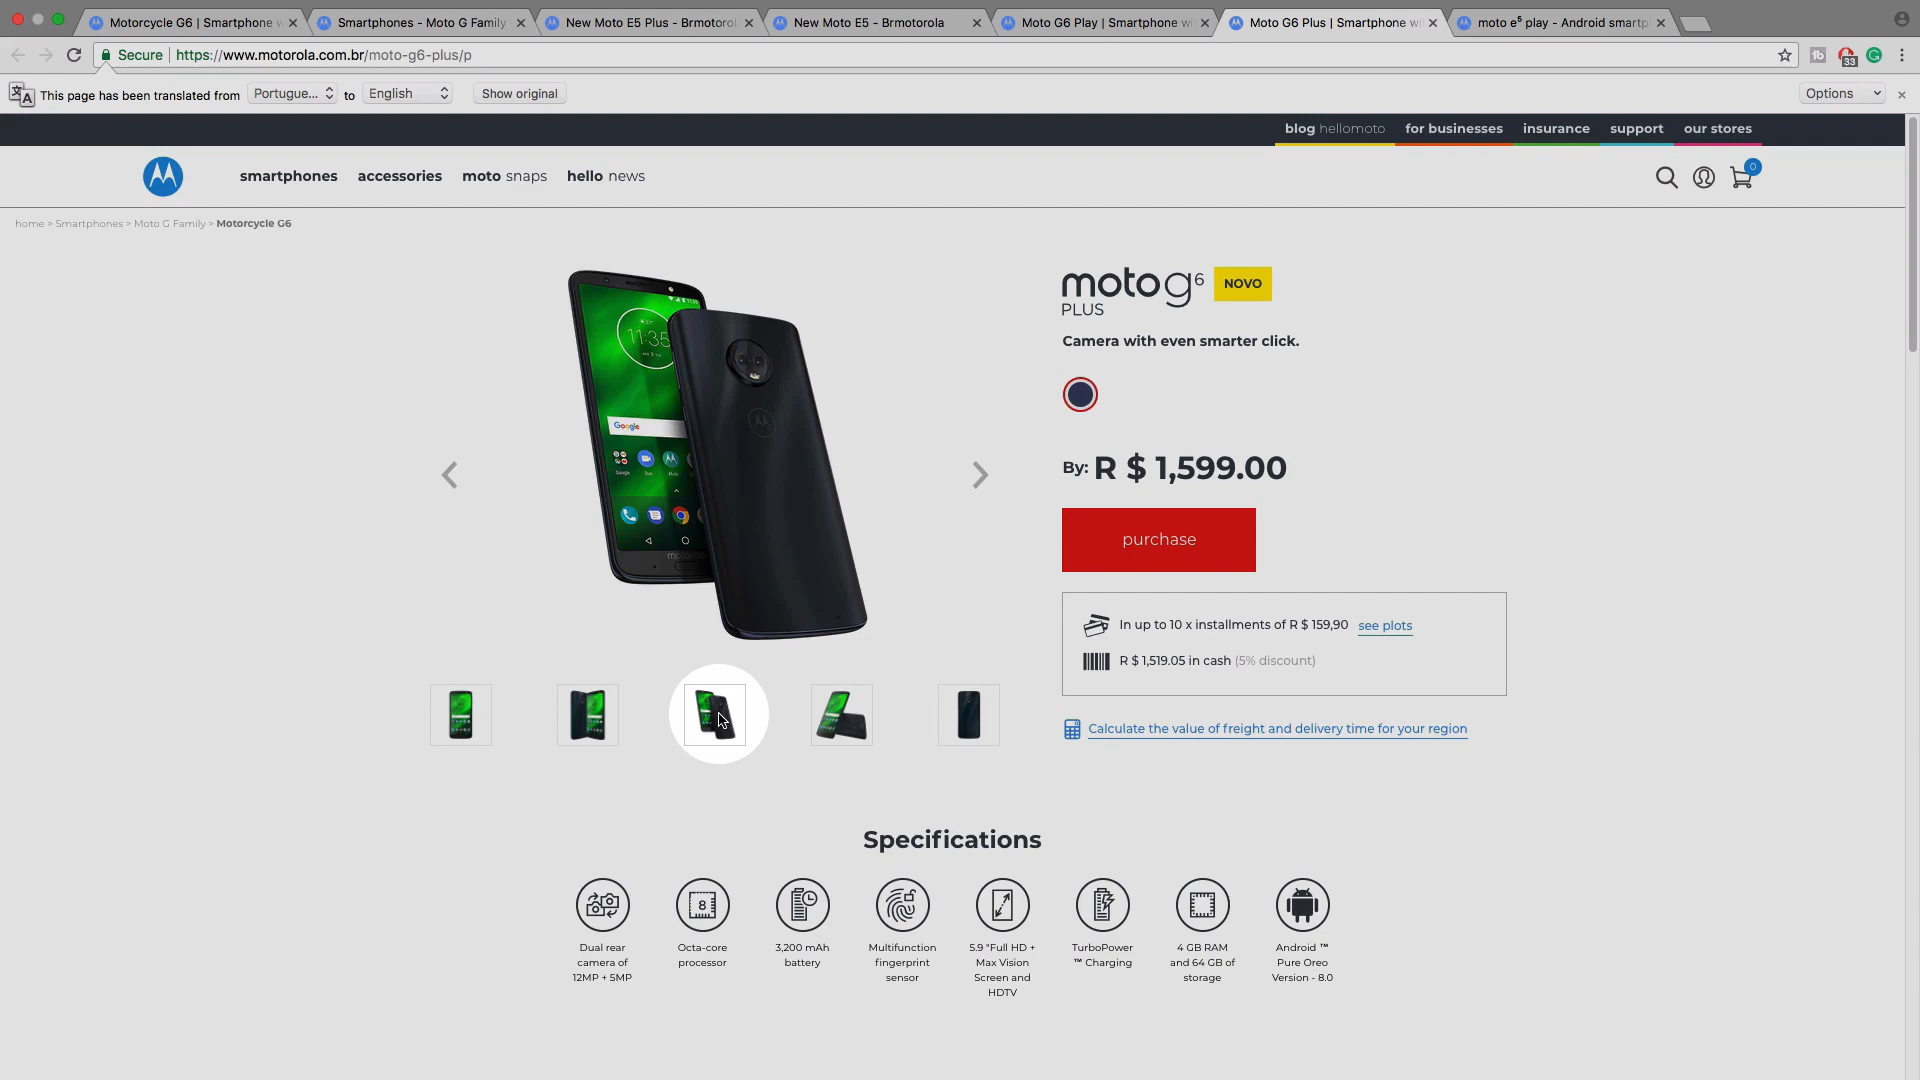 Motorcycle G6 | Smartphone w
Smartphones - Moto G Family
New Moto E5 Plus - Brmotorol
New Moto E5 - Brmotorola
Moto G6 Play | Smartphone wi
Moto G6 Plus | Smartphone wi
moto e⁵ play - Android smartp
Secure
https://www.motorola.com.br/moto-g6-plus/p
33
This page has been translated from
Portugue...
to
English
Show original
Options
blog hellomoto
for businesses
insurance
support
our stores
smartphones
accessories
moto snaps
hello news
0
home > Smartphones > Moto G Family > Motorcycle G6
11:35
Google
moto g⁶
PLUS
NOVO
Camera with even smarter click.
By: R $ 1,599.00
purchase
In up to 10 x installments of R $ 159,90 see plots
R $ 1,519.05 in cash (5% discount)
Calculate the value of freight and delivery time for your region
Specifications
8
Dual rear
camera of
12MP + 5MP
Octa-core
processor
3,200 mAh
battery
Multifunction
fingerprint
sensor
5.9 "Full HD +
Max Vision
Screen and
HDTV
TurboPower
™ Charging
4 GB RAM
and 64 GB of
storage
Android ™
Pure Oreo
Version - 8.0